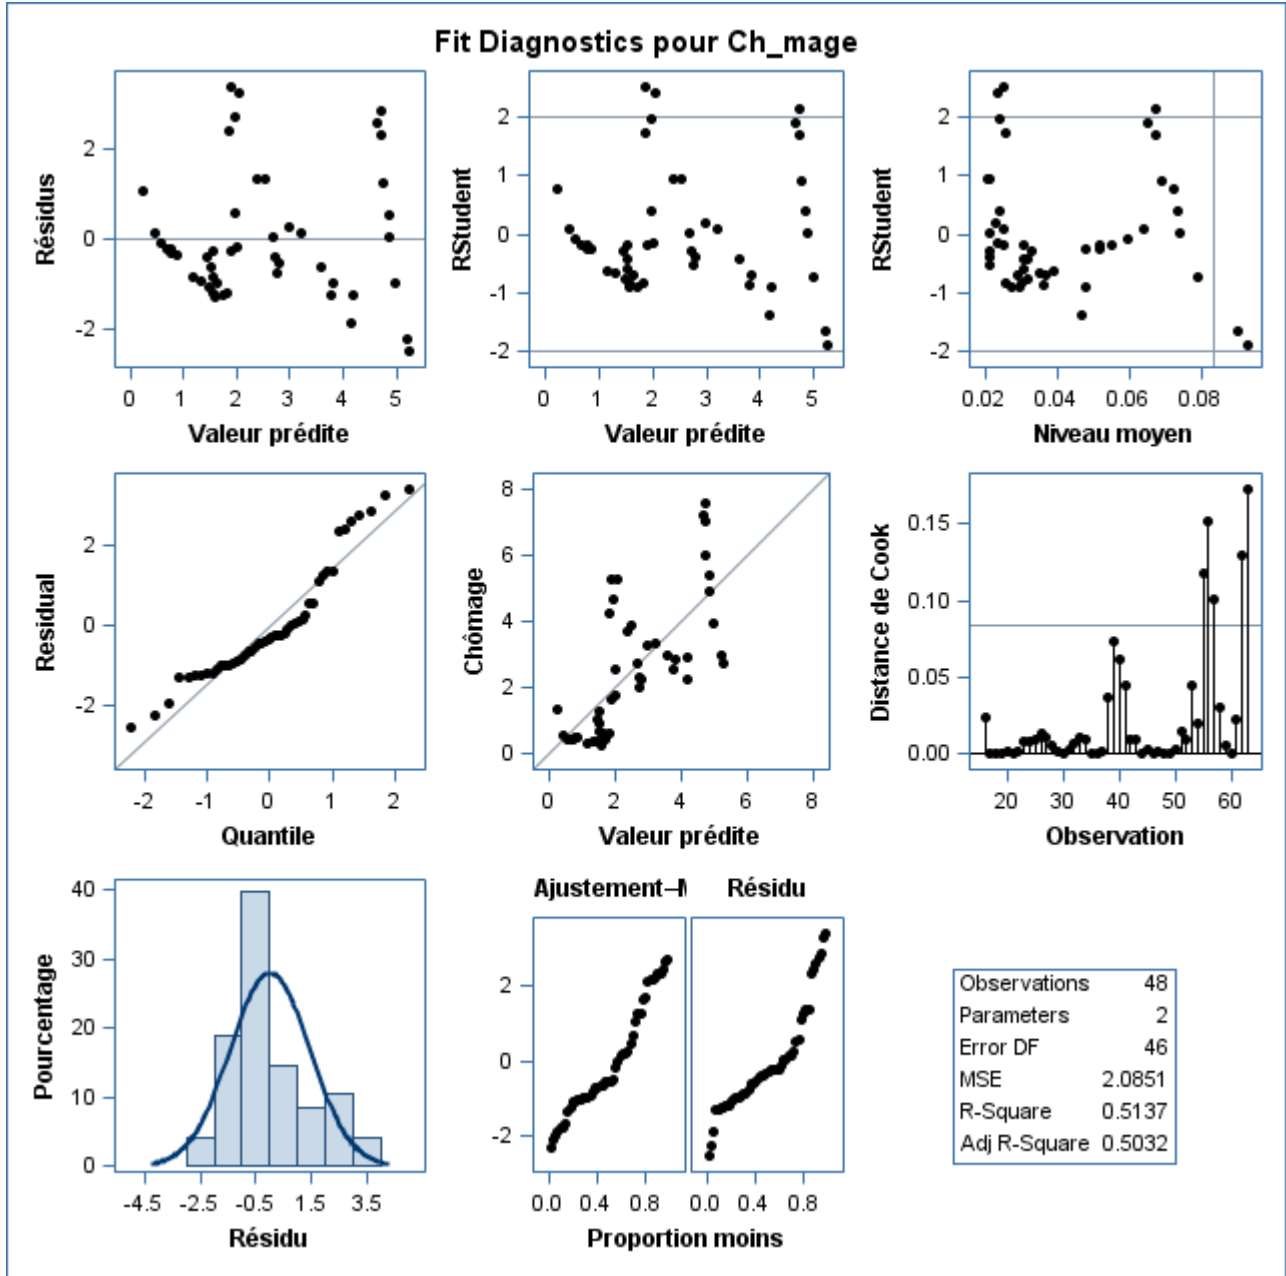 Fit Diagnostics pour Ch_mage
Résidus
2
0
-2
0 1 2 3 4 5
Valeur prédite
RStudent
2
1
0
-1
-2
0 1 2 3 4 5
Valeur prédite
RStudent
2
1
0
-1
-2
0.02 0.04 0.06 0.08
Niveau moyen
Residual
2
0
-2
-2 -1 0 1 2
Quantile
Chômage
8
6
4
2
0
0 2 4 6 8
Valeur prédite
Distance de Cook
0.15
0.10
0.05
0.00
20 30 40 50 60
Observation
Pourcentage
40
30
20
10
0
-4.5 -2.5 -0.5 1.5 3.5
Résidu
Ajustement–M
Résidu
2
0
-2
0.0 0.4 0.8
0.0 0.4 0.8
Proportion moins
Observations 48
Parameters 2
Error DF 46
MSE 2.0851
R-Square 0.5137
Adj R-Square 0.5032